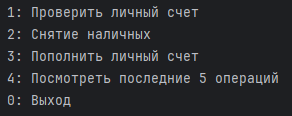 1: Проверить личный счет
2: Снятие наличных
3: Пополнить личный счет
4: Посмотреть последние 5 операций
0: Выход